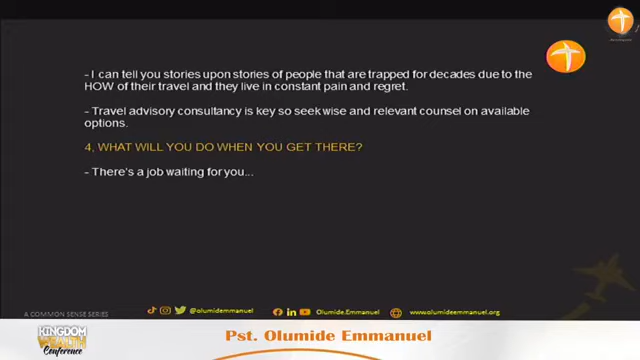 - I can tell you stories upon stories of people that are trapped for decades due to the
HOW of their travel and they live in constant pain and regret.
- Travel advisory consultancy is key so seek wise and relevant counsel on available
options.
4, WHAT WILL YOU DO WHEN YOU GET THERE?
- There's a job waiting for you...
A COMMON SENSE SERIES
@olumideemmanuel
Olumide.Emmanuel
www.olumideemmanuel.org
KINGDOM
WEALTH
Conference
Pst. Olumide Emmanuel